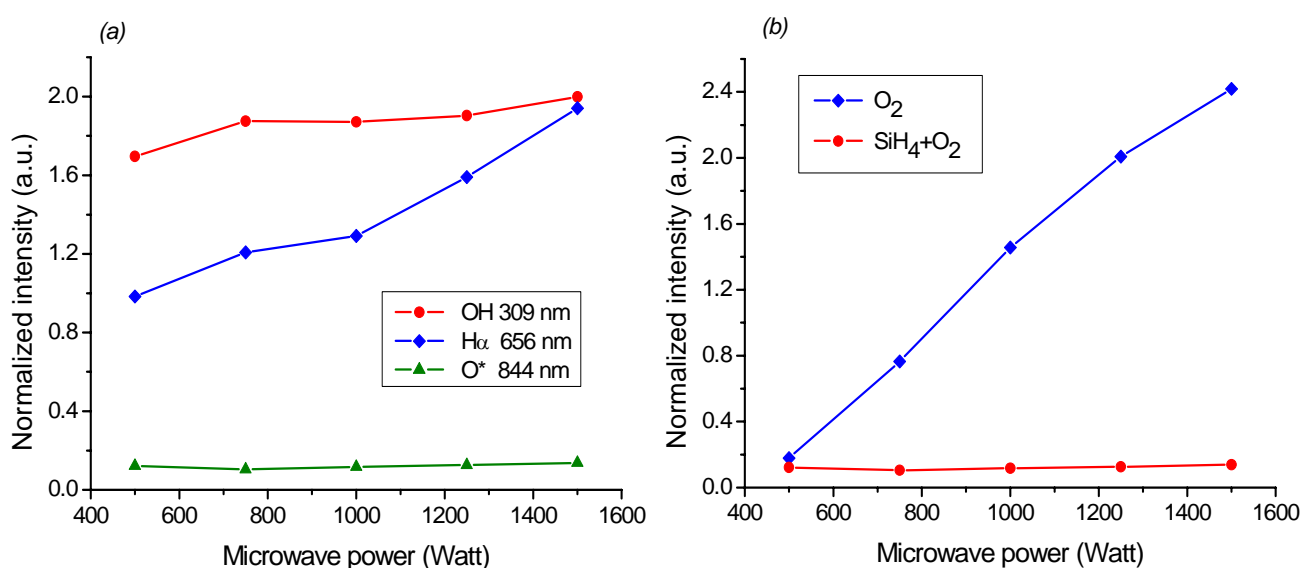 (a)
Normalized intensity (a.u.)
2.0
1.6
1.2
0.8
0.4
0.0
OH 309 nm
Hα 656 nm
O* 844 nm
400 600 800 1000 1200 1400 1600
Microwave power (Watt)
(b)
Normalized intensity (a.u.)
2.4
2.0
1.6
1.2
0.8
0.4
0.0
O₂
SiH₄+O₂
400 600 800 1000 1200 1400 1600
Microwave power (Watt)